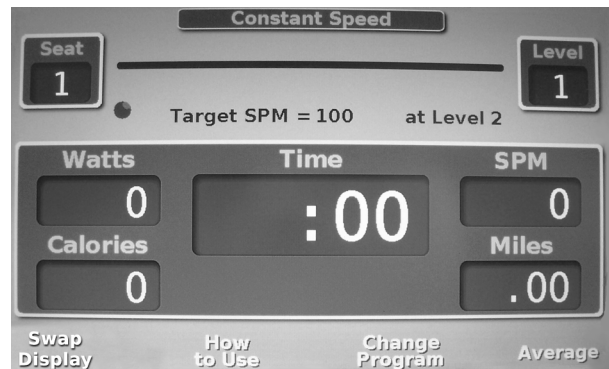 Constant Speed
Seat
1
Level
1
Target SPM = 100 at Level 2
Watts
0
Time
:00
SPM
0
Calories
0
Miles
.00
Swap
Display
How
to Use
Change
Program
Average